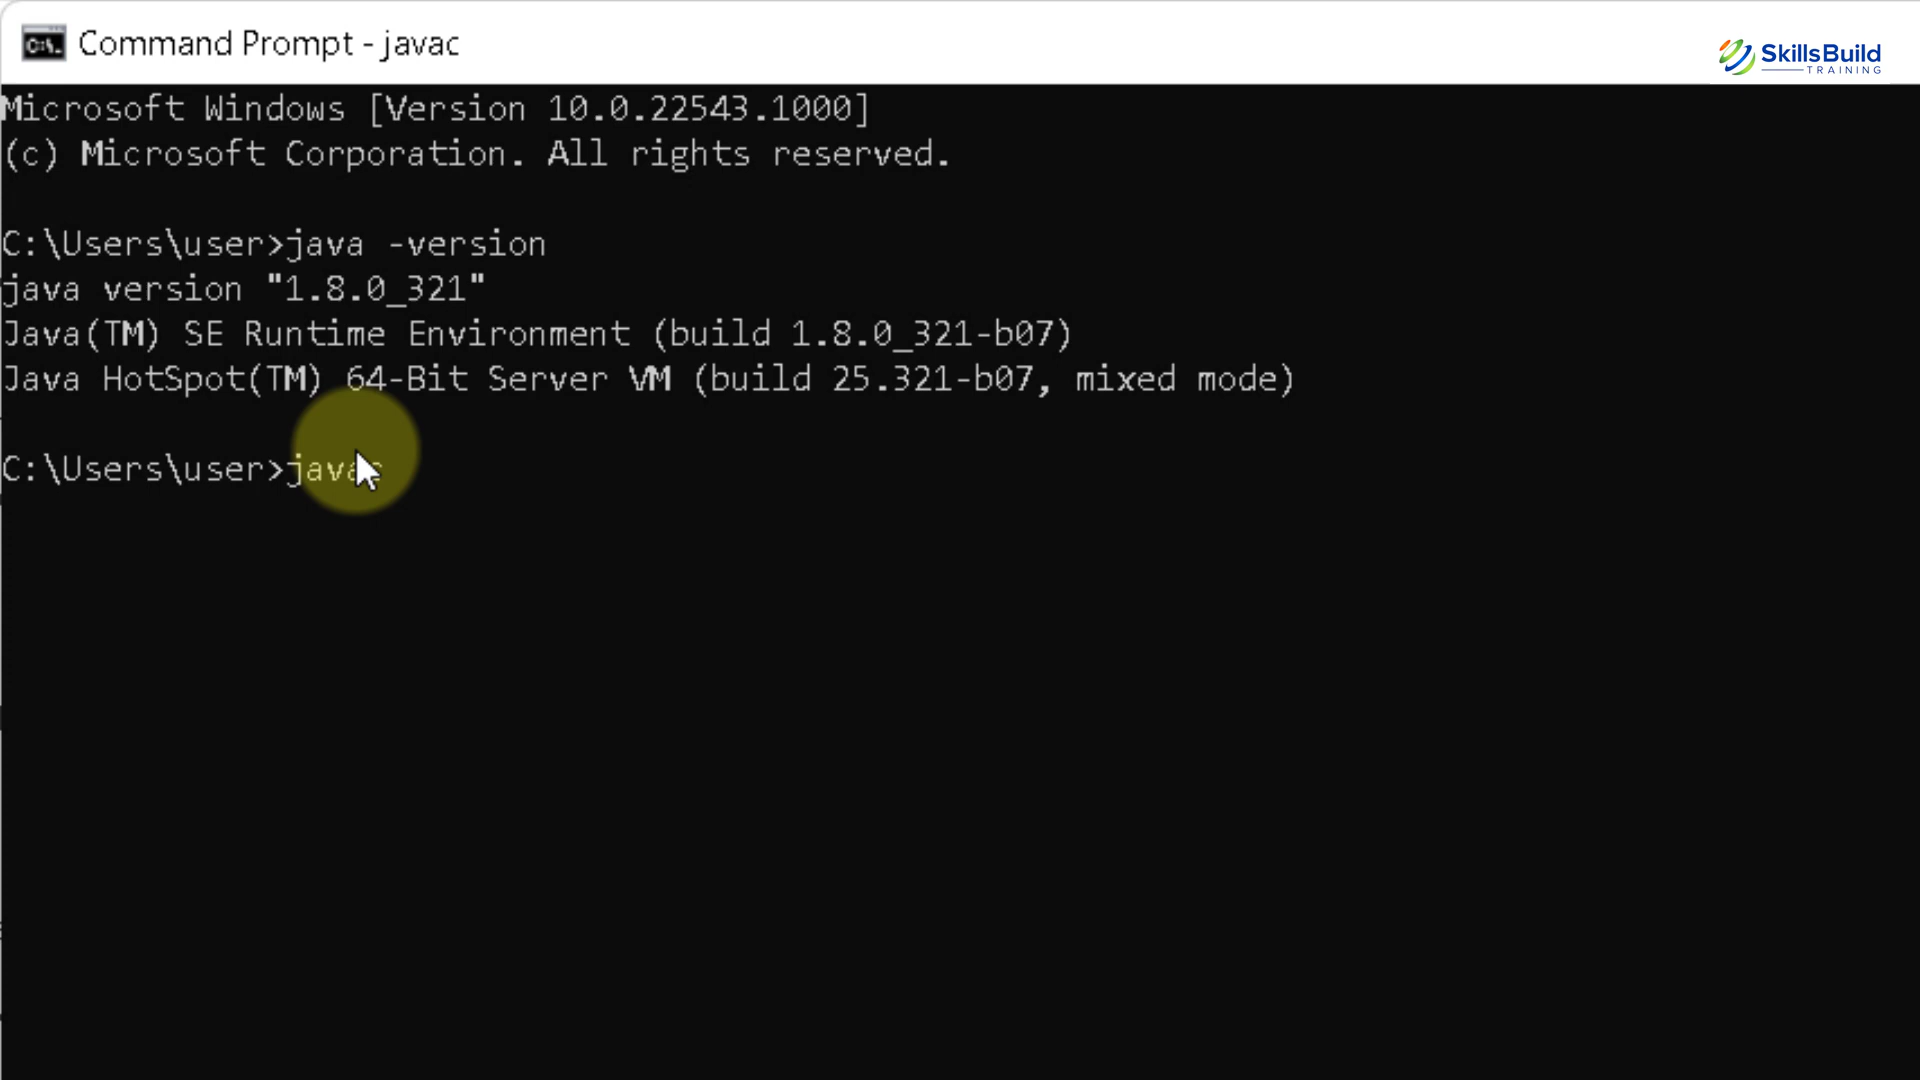 Command Prompt - javac
SkillsBuild
TRAINING
Microsoft Windows [Version 10.0.22543.1000]
(c) Microsoft Corporation. All rights reserved.
C:\Users\user>java -version
java version "1.8.0_321"
Java(TM) SE Runtime Environment (build 1.8.0_321-b07)
Java HotSpot(TM) 64-Bit Server VM (build 25.321-b07, mixed mode)
C:\Users\user>javac